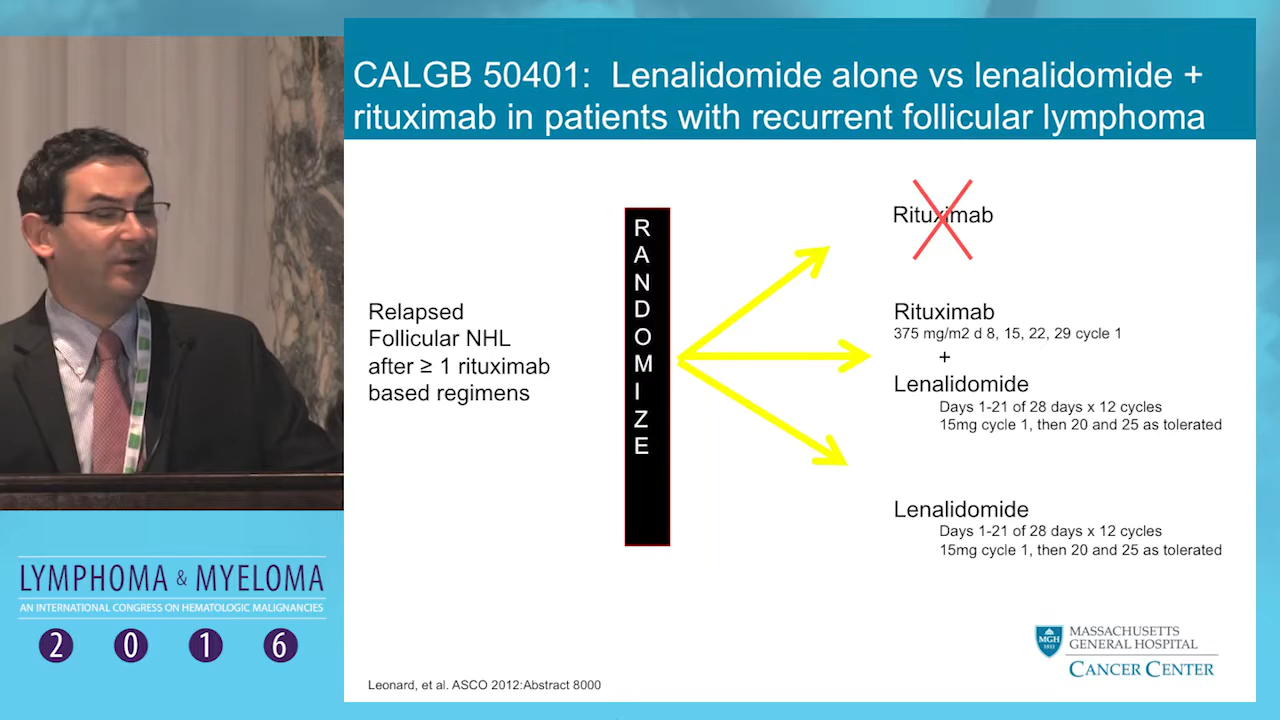 CALGB 50401: Lenalidomide alone vs lenalidomide +
rituximab in patients with recurrent follicular lymphoma
Relapsed
Follicular NHL
after ≥ 1 rituximab
based regimens
R
A
N
D
O
M
I
Z
E
Rituximab
Rituximab
375 mg/m2 d 8, 15, 22, 29 cycle 1
+
Lenalidomide
Days 1-21 of 28 days x 12 cycles
15mg cycle 1, then 20 and 25 as tolerated
Lenalidomide
Days 1-21 of 28 days x 12 cycles
15mg cycle 1, then 20 and 25 as tolerated
LYMPHOMA & MYELOMA
AN INTERNATIONAL CONGRESS ON HEMATOLOGIC MALIGNANCIES
2 0 1 6
MGH
1811
MASSACHUSETTS
GENERAL HOSPITAL
CANCER CENTER
Leonard, et al. ASCO 2012:Abstract 8000